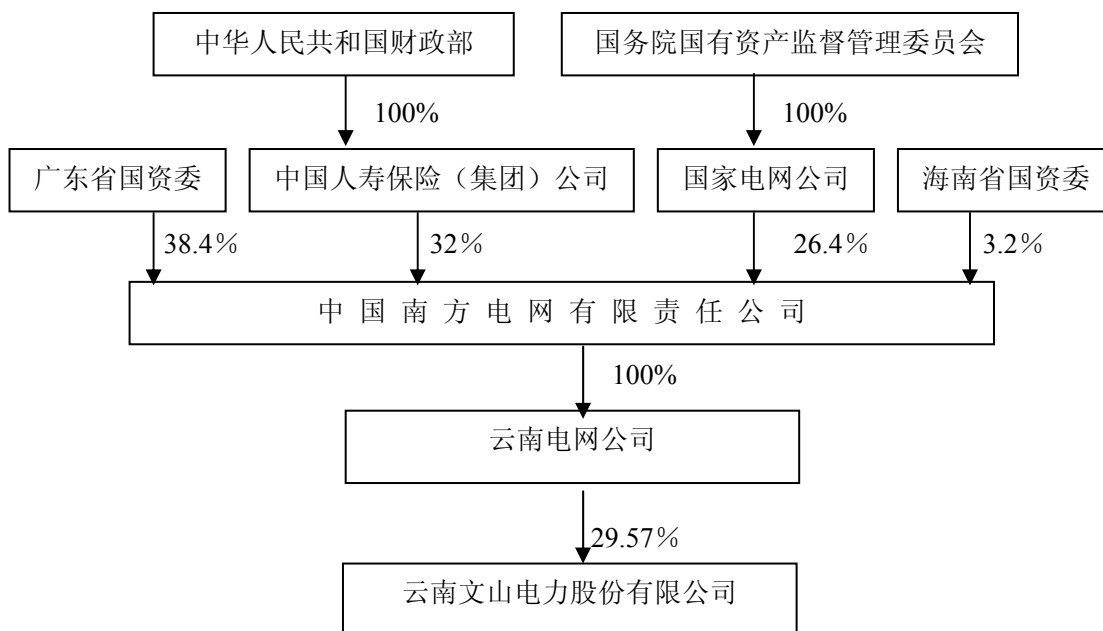 中华人民共和国财政部
国务院国有资产监督管理委员会
100%
100%
广东省国资委
中国人寿保险（集团）公司
国家电网公司
海南省国资委
38.4％
32％
26.4％
3.2％
中国南方电网有限责任公司
100%
云南电网公司
29.57％
云南文山电力股份有限公司